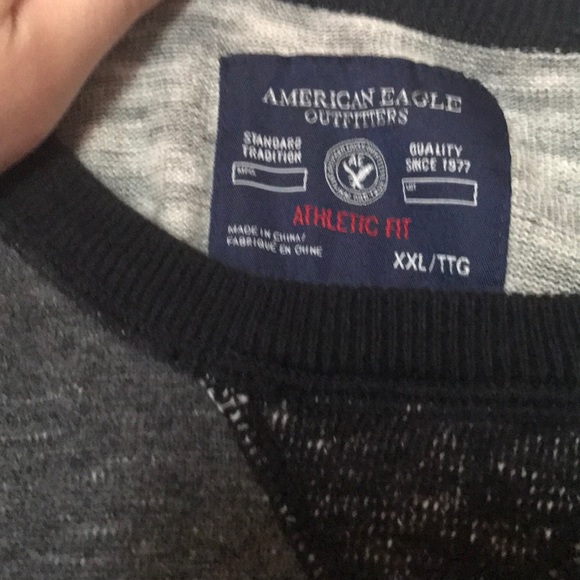 AMERICAN EAGLE
OUTFITTERS
STANDARD
TRADITION
QUALITY
SINCE 1977
AE
ATHLETIC FIT
MADE IN CHINA/
FABRIQUE EN CHINE
XXL/TTG